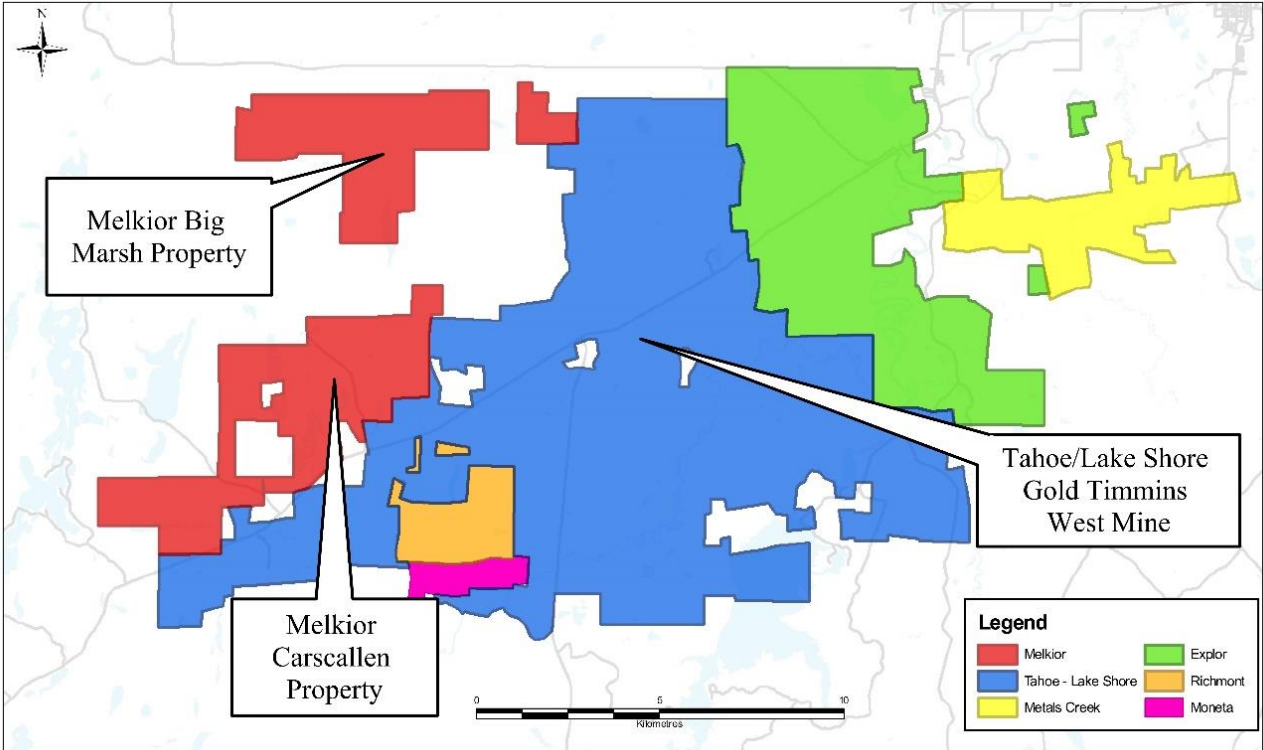 N
Melkior Big
Marsh Property
Tahoe/Lake Shore
Gold Timmins
West Mine
Melkior
Carscallen
Property
0 5 10
Kilometres
Legend
Melkior
Explor
Tahoe - Lake Shore
Richmont
Metals Creek
Moneta